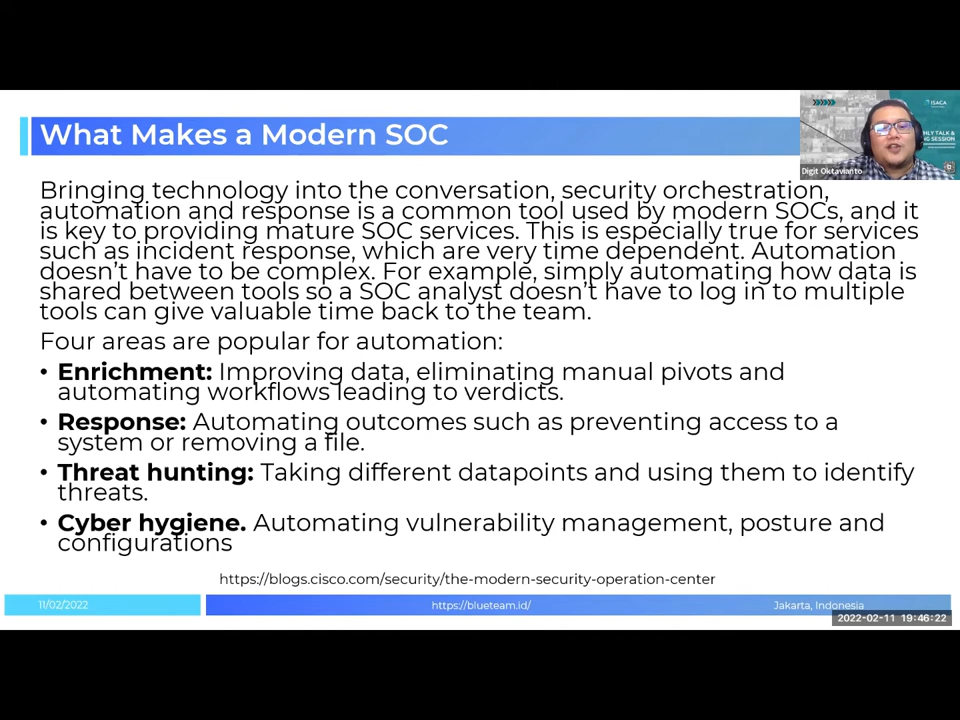 What Makes a Modern SOC
ISACA
HLY TALK &
G SESSION
Digit Oktavianto
Bringing technology into the conversation, security orchestration,
automation and response is a common tool used by modern SOCs, and it
is key to providing mature SOC services. This is especially true for services
such as incident response, which are very time dependent. Automation
doesn't have to be complex. For example, simply automating how data is
shared between tools so a SOC analyst doesn't have to log in to multiple
tools can give valuable time back to the team.
Four areas are popular for automation:
• Enrichment: Improving data, eliminating manual pivots and
automating workflows leading to verdicts.
• Response: Automating outcomes such as preventing access to a
system or removing a file.
• Threat hunting: Taking different datapoints and using them to identify
threats.
• Cyber hygiene. Automating vulnerability management, posture and
configurations
https://blogs.cisco.com/security/the-modern-security-operation-center
11/02/2022
https://blueteam.id/
Jakarta, Indonesia
2022-02-11 19:46:22